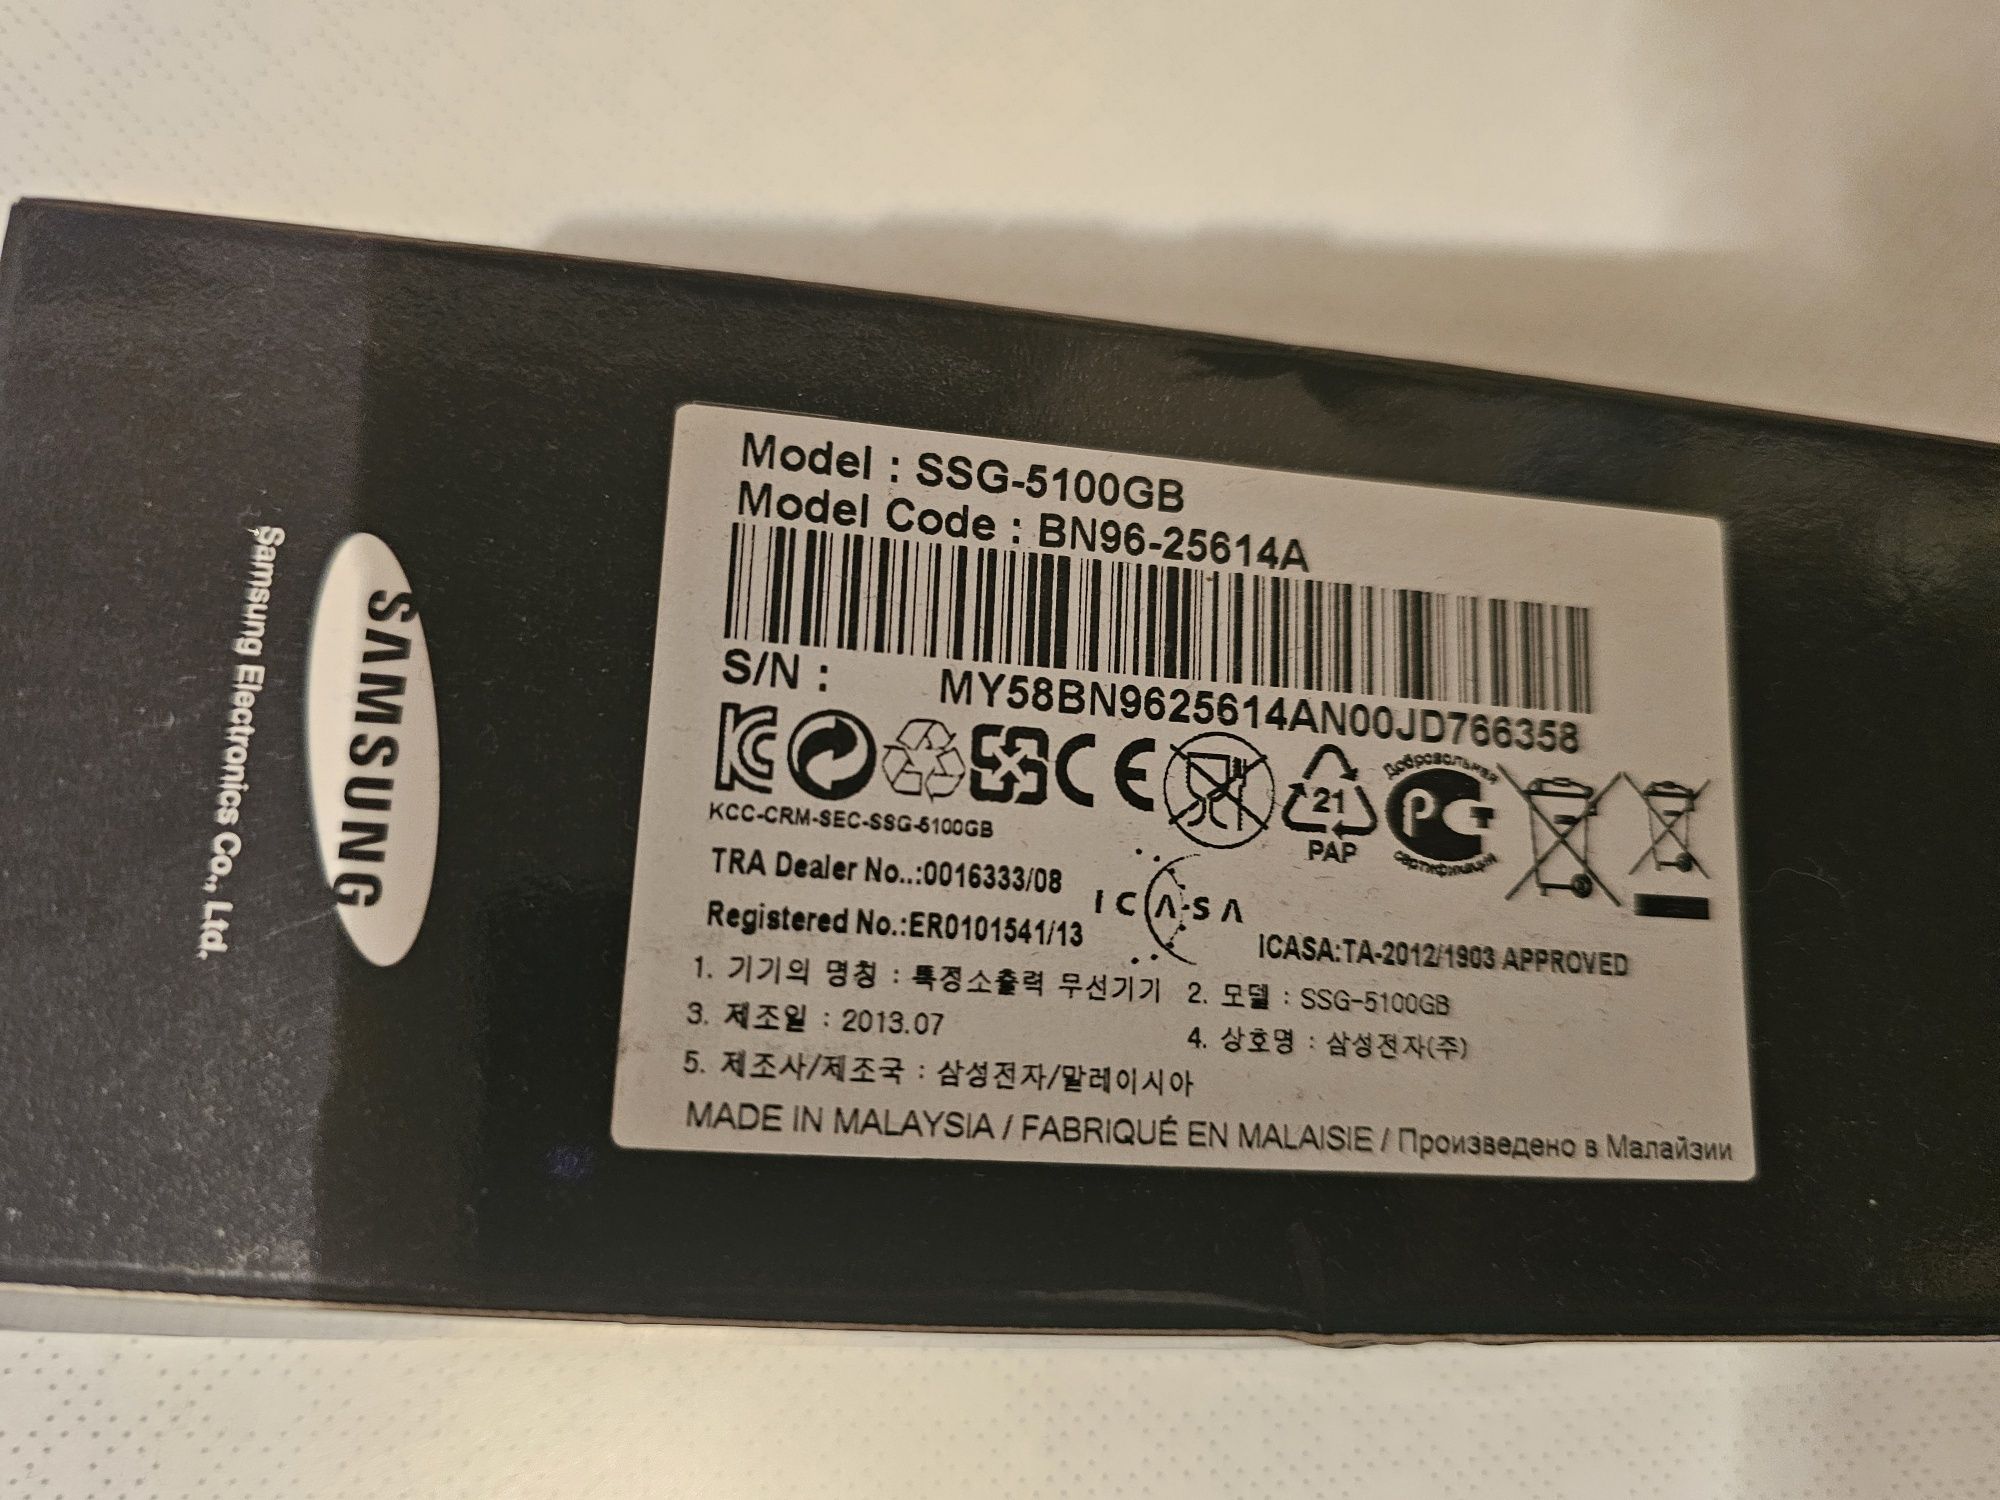 SAMSUNG
Samsung Electronics Co., Ltd.
Model : SSG-5100GB
Model Code : BN96-25614A
S/N : MY58BN9625614AN00JD766358
KCC-CRM-SEC-SSG-5100GB
21
PAP
Добровольная
сертификация
TRA Dealer No..:0016333/08
Registered No.:ER0101541/13
ICASA
ICASA:TA-2012/1903 APPROVED
1. 기기의 명칭 : 특정소출력 무선기기 2. 모델 : SSG-5100GB
3. 제조일 : 2013.07 4. 상호명 : 삼성전자(주)
5. 제조사/제조국 : 삼성전자/말레이시아
MADE IN MALAYSIA / FABRIQUÉ EN MALAISIE / Произведено в Малайзии